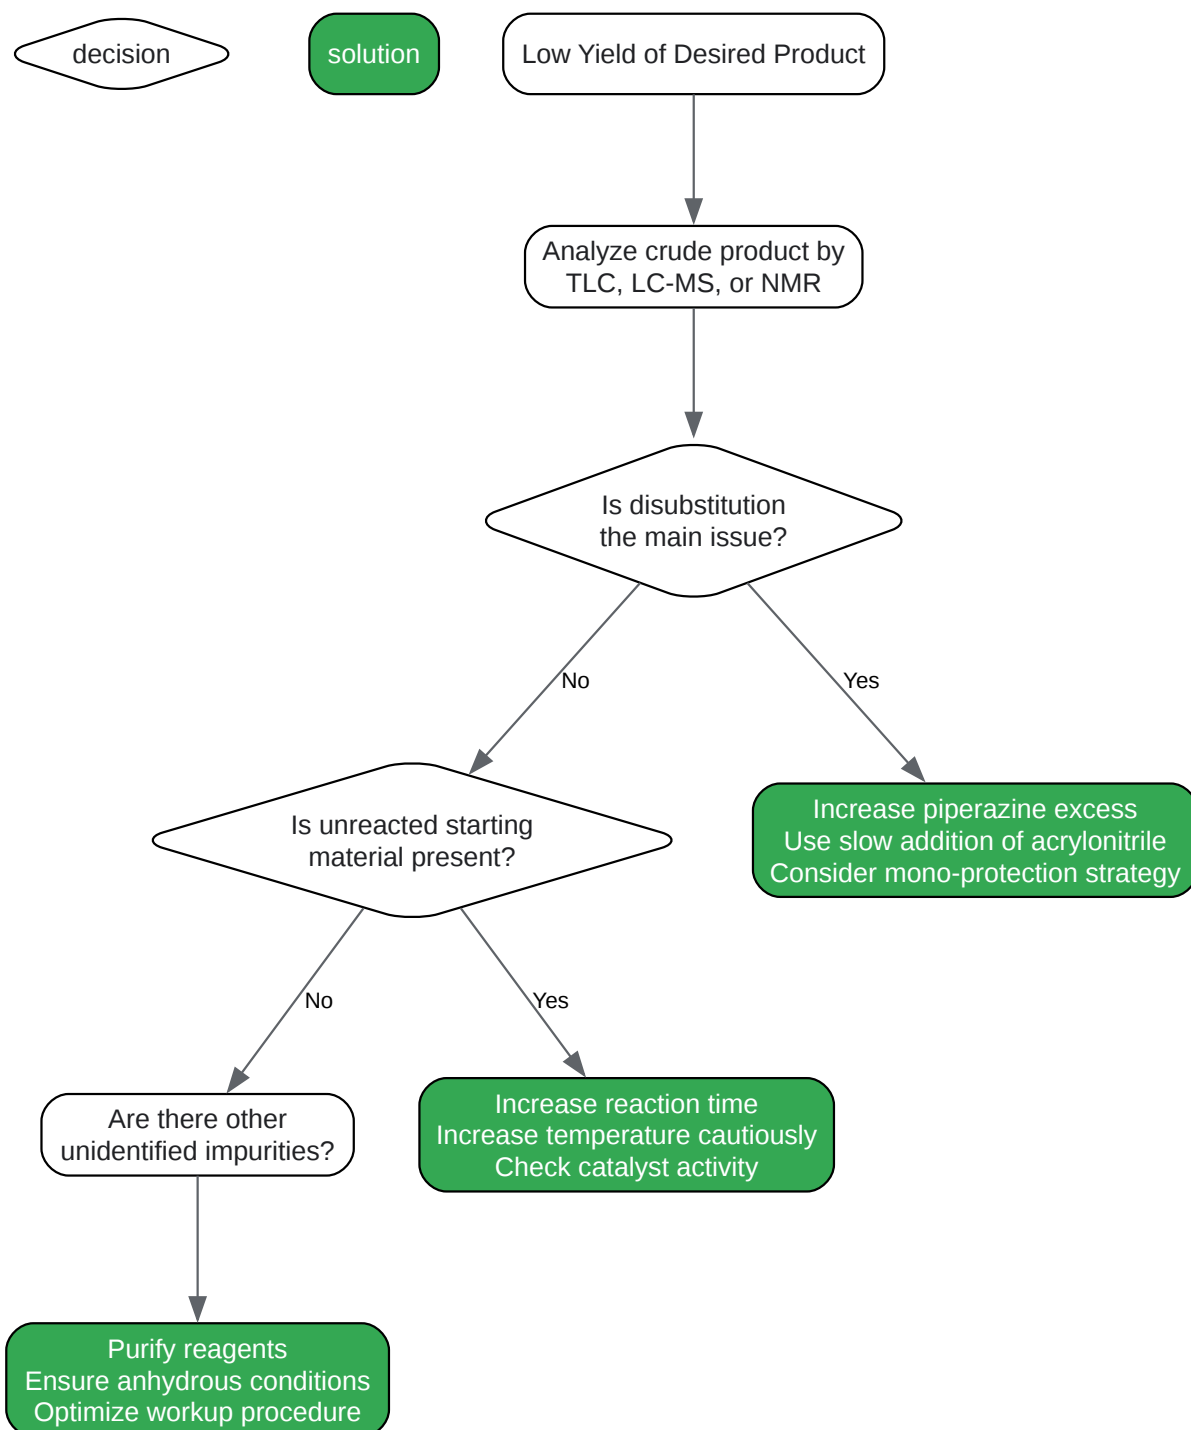 decision
solution
Low Yield of Desired Product
Analyze crude product by
TLC, LC-MS, or NMR
Is disubstitution
the main issue?
No
Yes
Is unreacted starting
material present?
Increase piperazine excess
Use slow addition of acrylonitrile
Consider mono-protection strategy
No
Yes
Are there other
unidentified impurities?
Increase reaction time
Increase temperature cautiously
Check catalyst activity
Purify reagents
Ensure anhydrous conditions
Optimize workup procedure